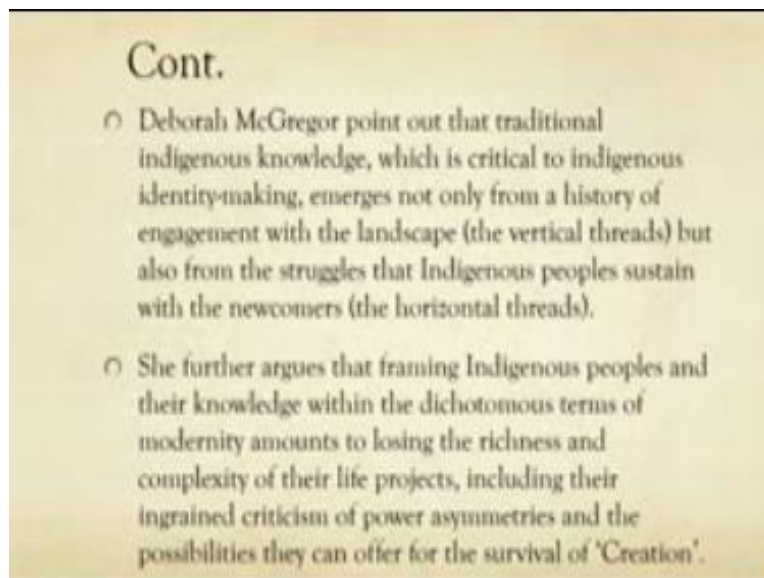 Cont.
Deborah McGregor point out that traditional
indigenous knowledge, which is critical to indigenous
identity-making, emerges not only from a history of
engagement with the landscape (the vertical threads) but
also from the struggles that Indigenous peoples sustain
with the newcomers (the horizontal threads).
She further argues that framing Indigenous peoples and
their knowledge within the dichotomous terms of
modernity amounts to losing the richness and
complexity of their life projects, including their
ingrained criticism of power asymmetries and the
possibilities they can offer for the survival of 'Creation'.